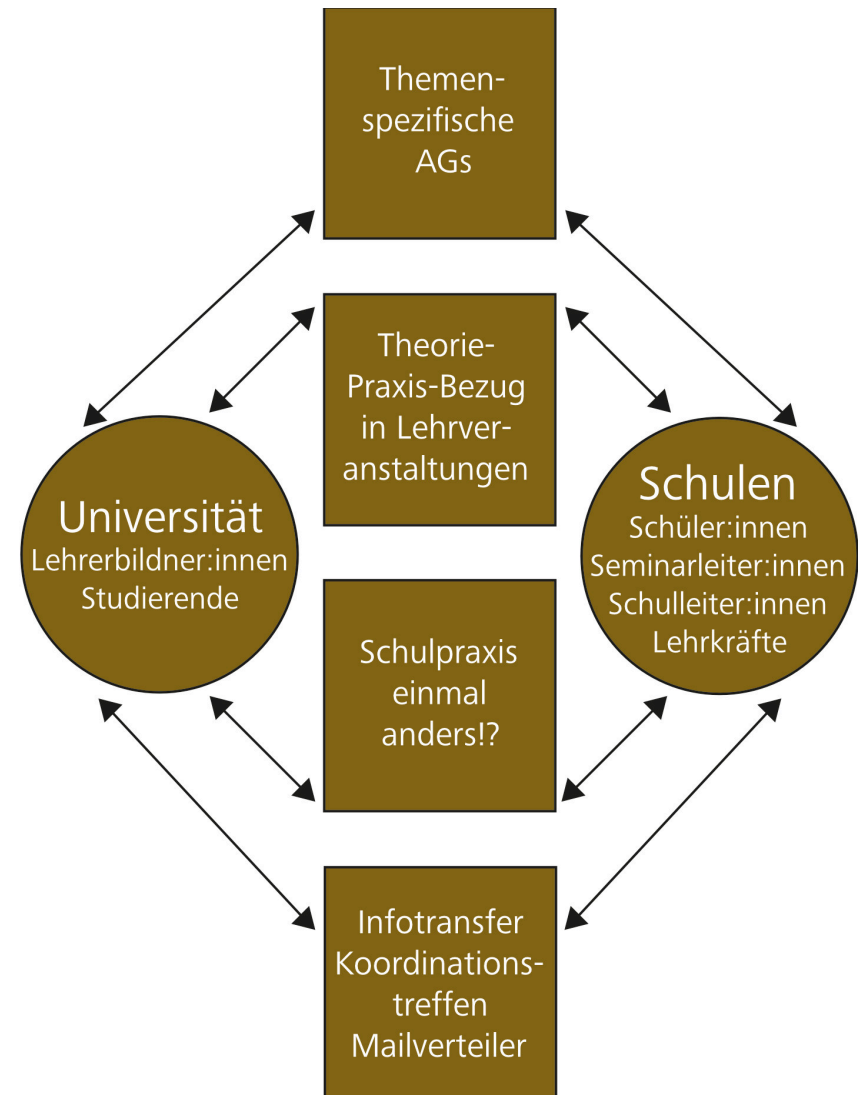 Themen-
spezifische
AGs
Theorie-
Praxis-Bezug
in Lehrver-
anstaltungen
Universität
Lehrerbildner:innen
Studierende
Schulen
Schüler:innen
Seminarleiter:innen
Schulleiter:innen
Lehrkräfte
Schulpraxis
einmal
anders!?
Infotransfer
Koordinations-
treffen
Mailverteiler